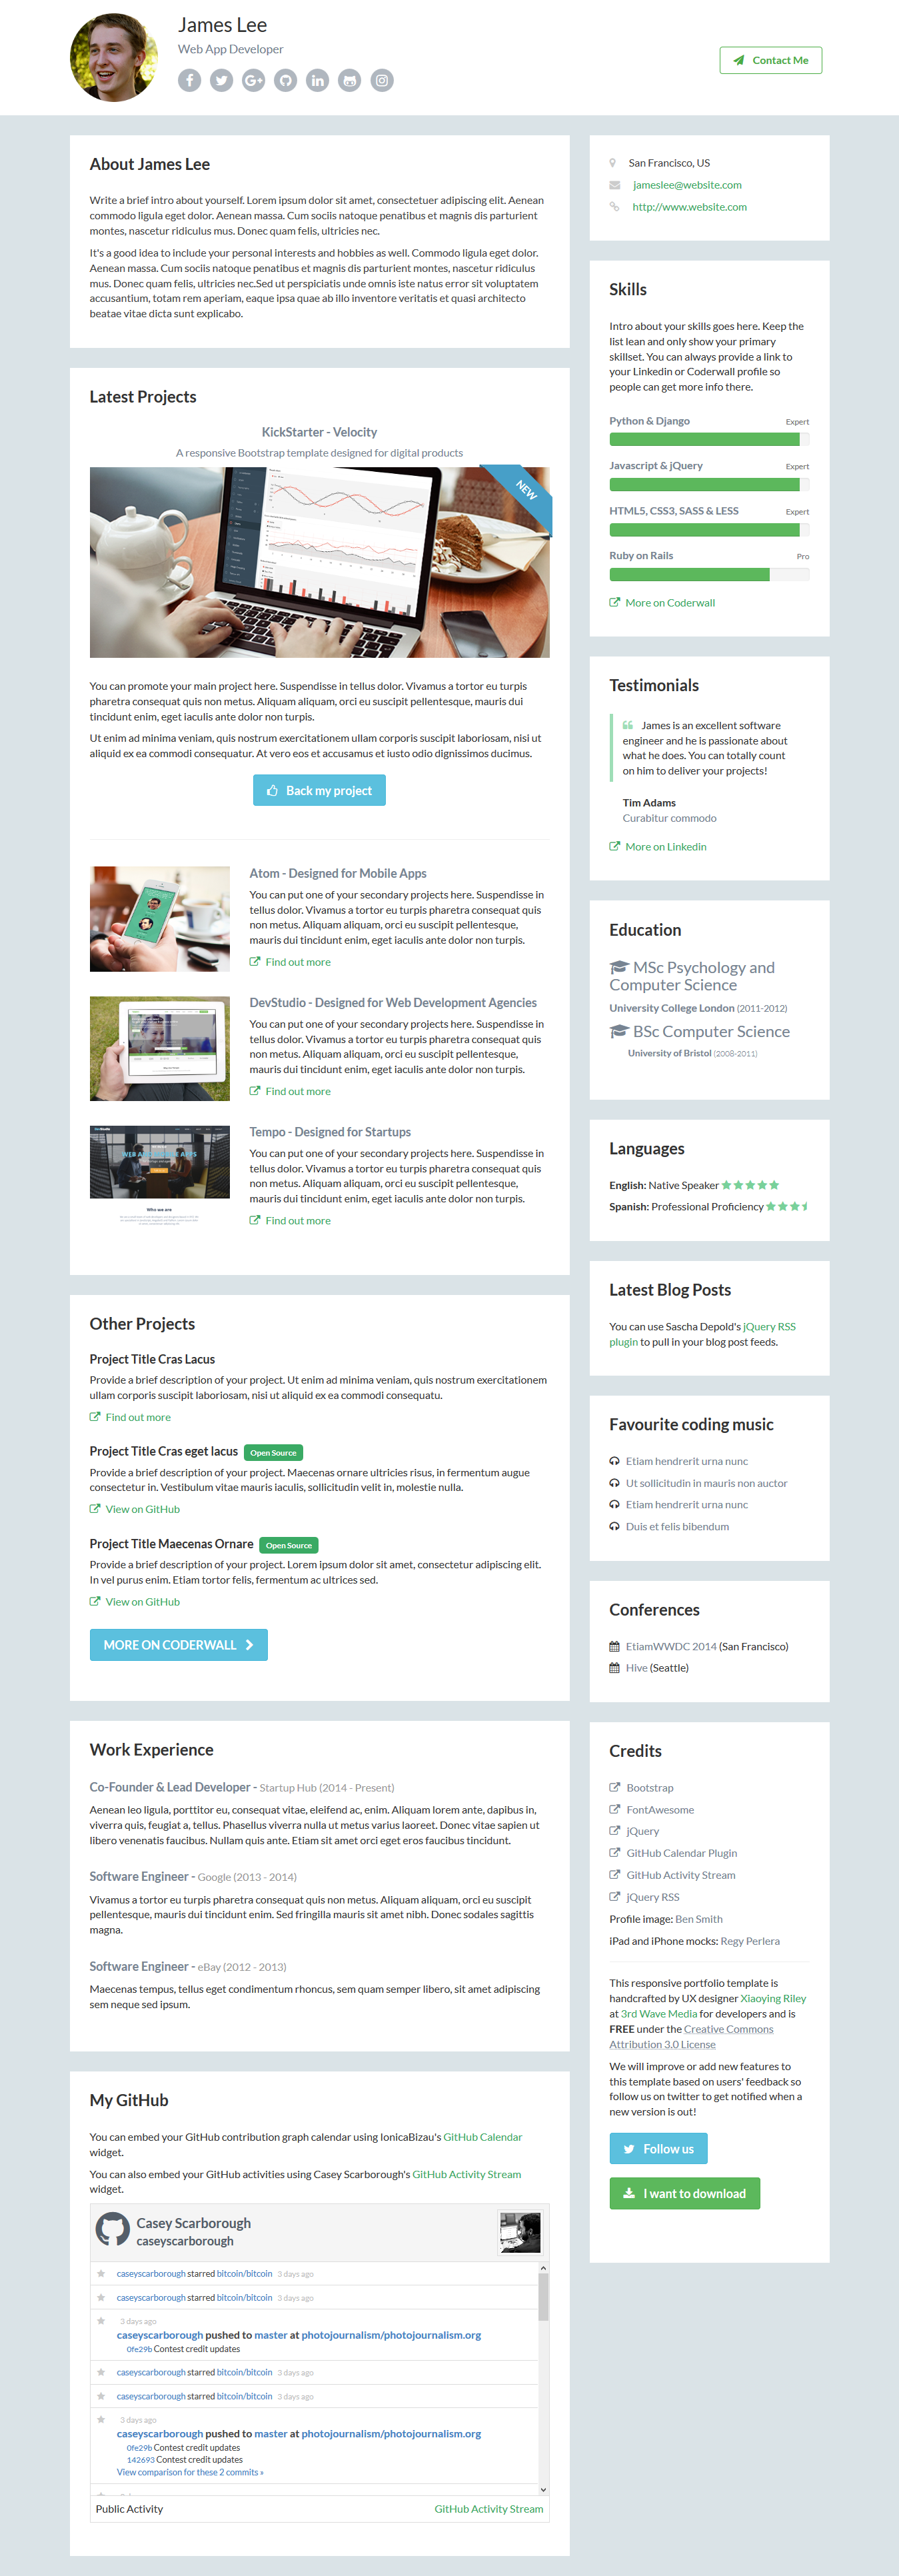 James Lee
Web App Developer
Contact Me
About James Lee
Write a brief intro about yourself. Lorem ipsum dolor sit amet, consectetuer adipiscing elit. Aenean
commodo ligula eget dolor. Aenean massa. Cum sociis natoque penatibus et magnis dis parturient
montes, nascetur ridiculus mus. Donec quam felis, ultricies nec.
It's a good idea to include your personal interests and hobbies as well. Commodo ligula eget dolor.
Aenean massa. Cum sociis natoque penatibus et magnis dis parturient montes, nascetur ridiculus
mus. Donec quam felis, ultricies nec.Sed ut perspiciatis unde omnis iste natus error sit voluptatem
accusantium, totam rem aperiam, eaque ipsa quae ab illo inventore veritatis et quasi architecto
beatae vitae dicta sunt explicabo.
Latest Projects
KickStarter - Velocity
A responsive Bootstrap template designed for digital products
NEW
You can promote your main project here. Suspendisse in tellus dolor. Vivamus a tortor eu turpis
pharetra consequat quis non metus. Aliquam aliquam, orci eu suscipit pellentesque, mauris dui
tincidunt enim, eget iaculis ante dolor non turpis.
Ut enim ad minima veniam, quis nostrum exercitationem ullam corporis suscipit laboriosam, nisi ut
aliquid ex ea commodi consequatur. At vero eos et accusamus et iusto odio dignissimos ducimus.
Back my project
Atom - Designed for Mobile Apps
You can put one of your secondary projects here. Suspendisse in
tellus dolor. Vivamus a tortor eu turpis pharetra consequat quis
non metus. Aliquam aliquam, orci eu suscipit pellentesque,
mauris dui tincidunt enim, eget iaculis ante dolor non turpis.
Find out more
DevStudio - Designed for Web Development Agencies
You can put one of your secondary projects here. Suspendisse in
tellus dolor. Vivamus a tortor eu turpis pharetra consequat quis
non metus. Aliquam aliquam, orci eu suscipit pellentesque,
mauris dui tincidunt enim, eget iaculis ante dolor non turpis.
Find out more
Who we are
Tempo - Designed for Startups
You can put one of your secondary projects here. Suspendisse in
tellus dolor. Vivamus a tortor eu turpis pharetra consequat quis
non metus. Aliquam aliquam, orci eu suscipit pellentesque,
mauris dui tincidunt enim, eget iaculis ante dolor non turpis.
Find out more
Other Projects
Project Title Cras Lacus
Provide a brief description of your project. Ut enim ad minima veniam, quis nostrum exercitationem
ullam corporis suscipit laboriosam, nisi ut aliquid ex ea commodi consequatu.
Find out more
Project Title Cras eget lacus Open Source
Provide a brief description of your project. Maecenas ornare ultricies risus, in fermentum augue
consectetur in. Vestibulum vitae mauris iaculis, sollicitudin velit in, molestie nulla.
View on GitHub
Project Title Maecenas Ornare Open Source
Provide a brief description of your project. Lorem ipsum dolor sit amet, consectetur adipiscing elit.
In vel purus enim. Etiam tortor felis, fermentum ac ultrices sed.
View on GitHub
MORE ON CODERWALL
Work Experience
Co-Founder & Lead Developer - Startup Hub (2014 - Present)
Aenean leo ligula, porttitor eu, consequat vitae, eleifend ac, enim. Aliquam lorem ante, dapibus in,
viverra quis, feugiat a, tellus. Phasellus viverra nulla ut metus varius laoreet. Donec vitae sapien ut
libero venenatis faucibus. Nullam quis ante. Etiam sit amet orci eget eros faucibus tincidunt.
Software Engineer - Google (2013 - 2014)
Vivamus a tortor eu turpis pharetra consequat quis non metus. Aliquam aliquam, orci eu suscipit
pellentesque, mauris dui tincidunt enim. Sed fringilla mauris sit amet nibh. Donec sodales sagittis
magna.
Software Engineer - eBay (2012 - 2013)
Maecenas tempus, tellus eget condimentum rhoncus, sem quam semper libero, sit amet adipiscing
sem neque sed ipsum.
My GitHub
You can embed your GitHub contribution graph calendar using IonicaBizau's GitHub Calendar
widget.
You can also embed your GitHub activities using Casey Scarborough's GitHub Activity Stream
widget.
Casey Scarborough
caseyscarborough
caseyscarborough starred bitcoin/bitcoin 3 days ago
caseyscarborough starred bitcoin/bitcoin 3 days ago
3 days ago
caseyscarborough pushed to master at photojournalism/photojournalism.org
0fe29b Contest credit updates
caseyscarborough starred bitcoin/bitcoin 3 days ago
caseyscarborough starred bitcoin/bitcoin 3 days ago
3 days ago
caseyscarborough pushed to master at photojournalism/photojournalism.org
0fe29b Contest credit updates
142693 Contest credit updates
View comparison for these 2 commits »
Public Activity
GitHub Activity Stream
San Francisco, US
jameslee@website.com
http://www.website.com
Skills
Intro about your skills goes here. Keep the
list lean and only show your primary
skillset. You can always provide a link to
your Linkedin or Coderwall profile so
people can get more info there.
Python & Django Expert
Javascript & jQuery Expert
HTML5, CSS3, SASS & LESS Expert
Ruby on Rails Pro
More on Coderwall
Testimonials
James is an excellent software
engineer and he is passionate about
what he does. You can totally count
on him to deliver your projects!
Tim Adams
Curabitur commodo
More on Linkedin
Education
MSc Psychology and
Computer Science
University College London (2011-2012)
BSc Computer Science
University of Bristol (2008-2011)
Languages
English: Native Speaker
Spanish: Professional Proficiency
Latest Blog Posts
You can use Sascha Depold's jQuery RSS
plugin to pull in your blog post feeds.
Favourite coding music
Etiam hendrerit urna nunc
Ut sollicitudin in mauris non auctor
Etiam hendrerit urna nunc
Duis et felis bibendum
Conferences
EtiamWWDC 2014 (San Francisco)
Hive (Seattle)
Credits
Bootstrap
FontAwesome
jQuery
GitHub Calendar Plugin
GitHub Activity Stream
jQuery RSS
Profile image: Ben Smith
iPad and iPhone mocks: Regy Perlera
This responsive portfolio template is
handcrafted by UX designer Xiaoying Riley
at 3rd Wave Media for developers and is
FREE under the Creative Commons
Attribution 3.0 License
We will improve or add new features to
this template based on users' feedback so
follow us on twitter to get notified when a
new version is out!
Follow us
I want to download